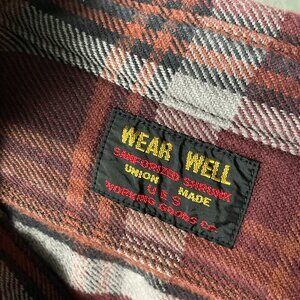 WEAR WELL
SANFORIZED SHRUNK
UNION MADE
U E S
WORKING GOODS Co